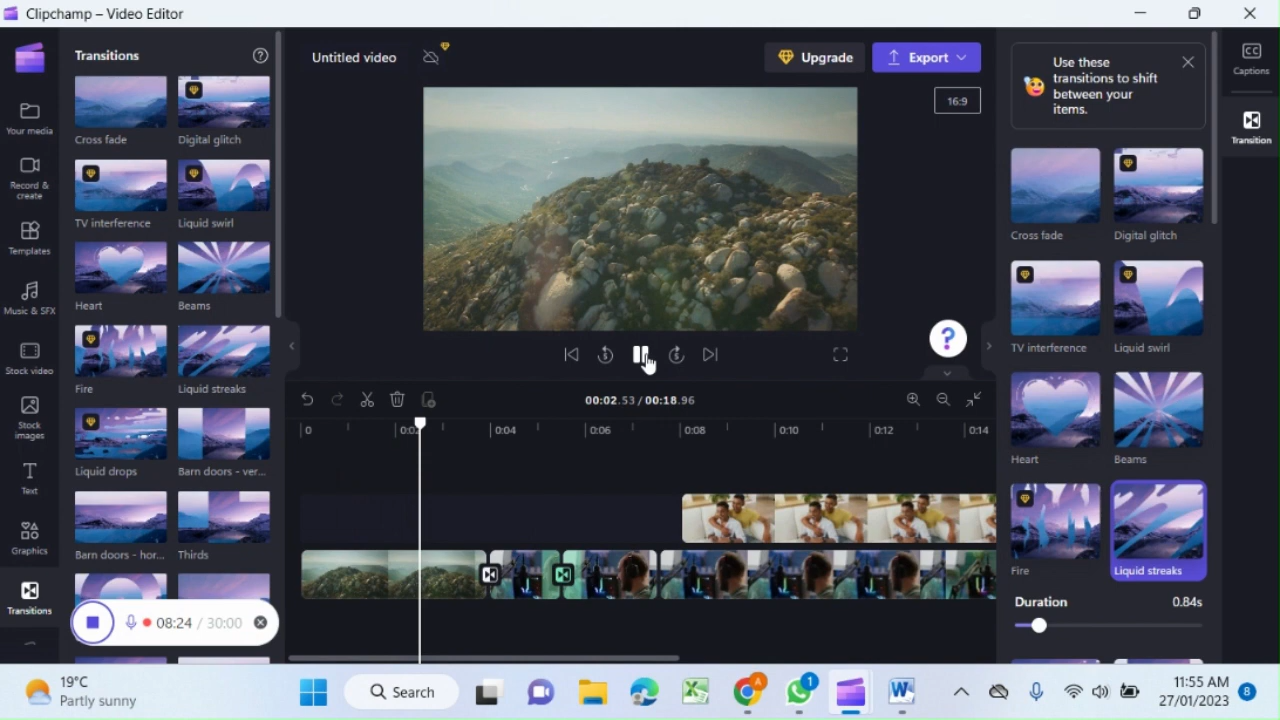 Clipchamp – Video Editor
Your media
Record &
create
Templates
Music & SFX
Stock video
Stock
images
Text
Graphics
Transitions
Transitions
Cross fade
Digital glitch
TV interference
Liquid swirl
Heart
Beams
Fire
Liquid streaks
Liquid drops
Barn doors - ver...
Barn doors - hor...
Thirds
08:24 / 30:00
Untitled video
Upgrade
Export
16:9
?
00:02.53 / 00:18.96
0
0:02
0:04
0:06
0:08
0:10
0:12
0:14
Use these
transitions to shift
between your
items.
Cross fade
Digital glitch
TV interference
Liquid swirl
Heart
Beams
Fire
Liquid streaks
Duration
0.84s
CC
Captions
Transition
19°C
Partly sunny
Search
A
1
W
11:55 AM
27/01/2023
8